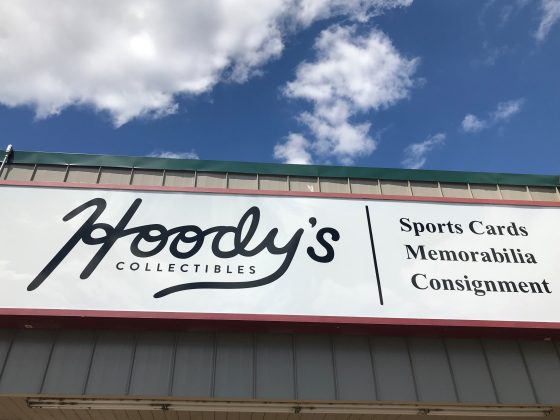 Hoody's
COLLECTIBLES
Sports Cards
Memorabilia
Consignment